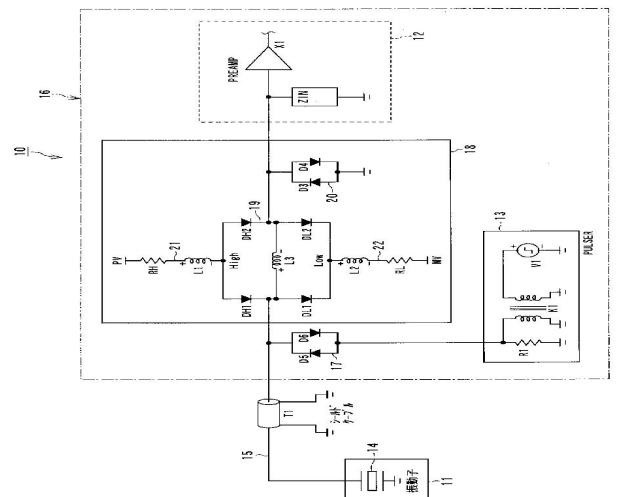 10
16
12
PREAMP
X1
ZIN
18
PV
RH
21
L1
High
DH1
DH2
19
L3
DL1
DL2
Low
L2
22
RL
NV
D3
D4
20
D5
D6
17
13
V1
K1
R1
PULSER
T1
シールド
ケーブル
15
14
振動子
11